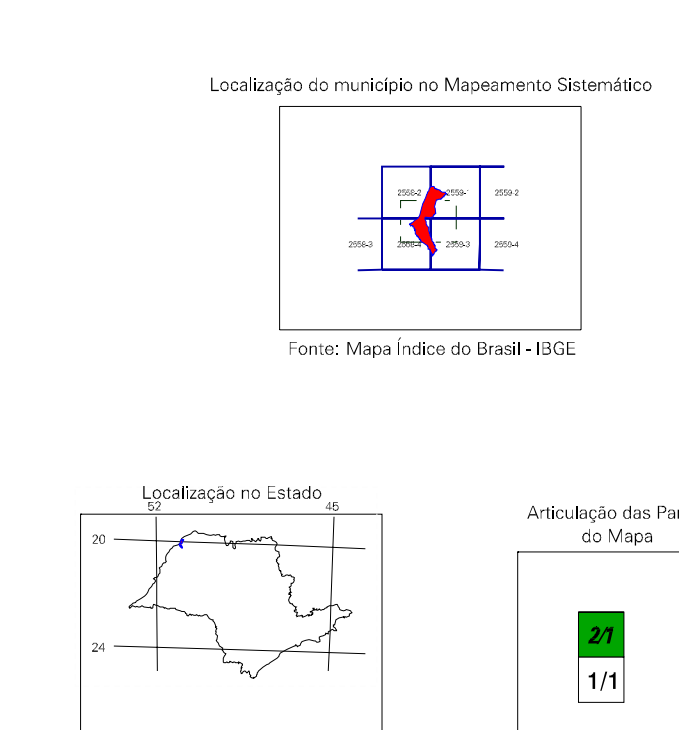 Localização do município no Mapeamento Sistemático
2558-2 2559- 2559-2
2558-3 2559-3 2559-4
Fonte: Mapa Índice do Brasil - IBGE
Localização no Estado
52 45
20
24
Articulação das Par
do Mapa
2/1
1/1